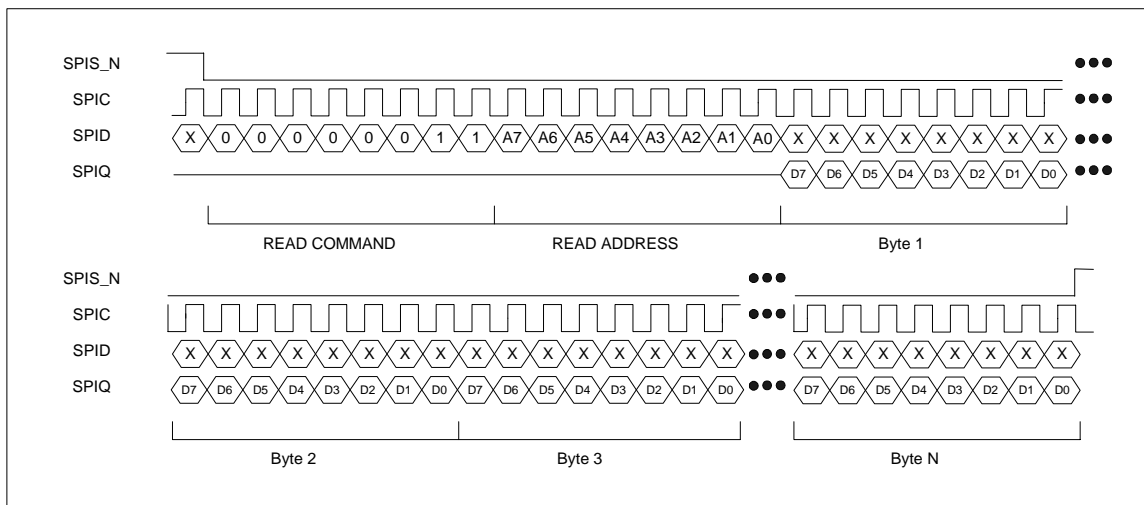 SPIS_N
SPIC
SPID X 0 0 0 0 0 0 1 1 A7 A6 A5 A4 A3 A2 A1 A0 X X X X X X X X
SPIQ D7 D6 D5 D4 D3 D2 D1 D0
READ COMMAND READ ADDRESS Byte 1
SPIS_N
SPIC
SPID X X X X X X X X X X X X X X X X X X X X X X X X
SPIQ D7 D6 D5 D4 D3 D2 D1 D0 D7 D6 D5 D4 D3 D2 D1 D0 D7 D6 D5 D4 D3 D2 D1 D0
Byte 2 Byte 3 Byte N